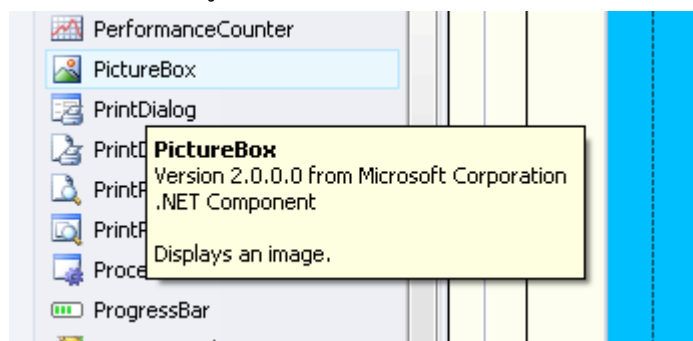 PerformanceCounter
PictureBox
PrintDialog
PictureBox
Version 2.0.0.0 from Microsoft Corporation
.NET Component
Displays an image.
ProgressBar